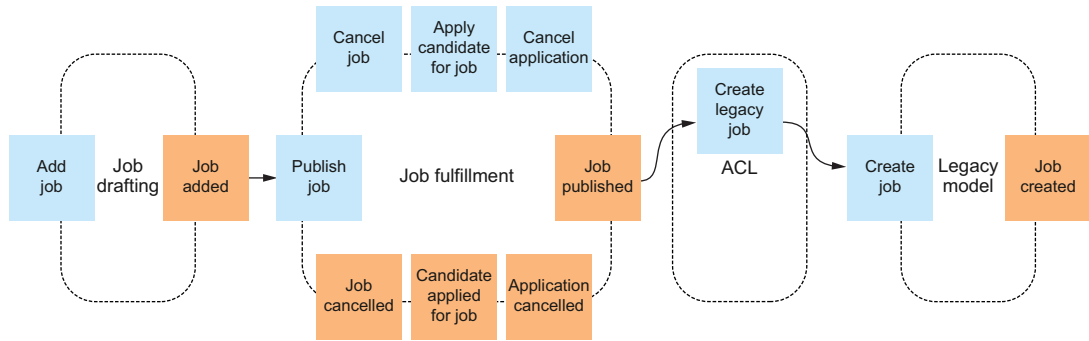 Cancel
job
Apply
candidate
for job
Cancel
application
Add
job
Job
drafting
Job
added
Publish
job
Job fulfillment
Job
published
Create
legacy
job
ACL
Create
job
Legacy
model
Job
created
Job
cancelled
Candidate
applied
for job
Application
cancelled